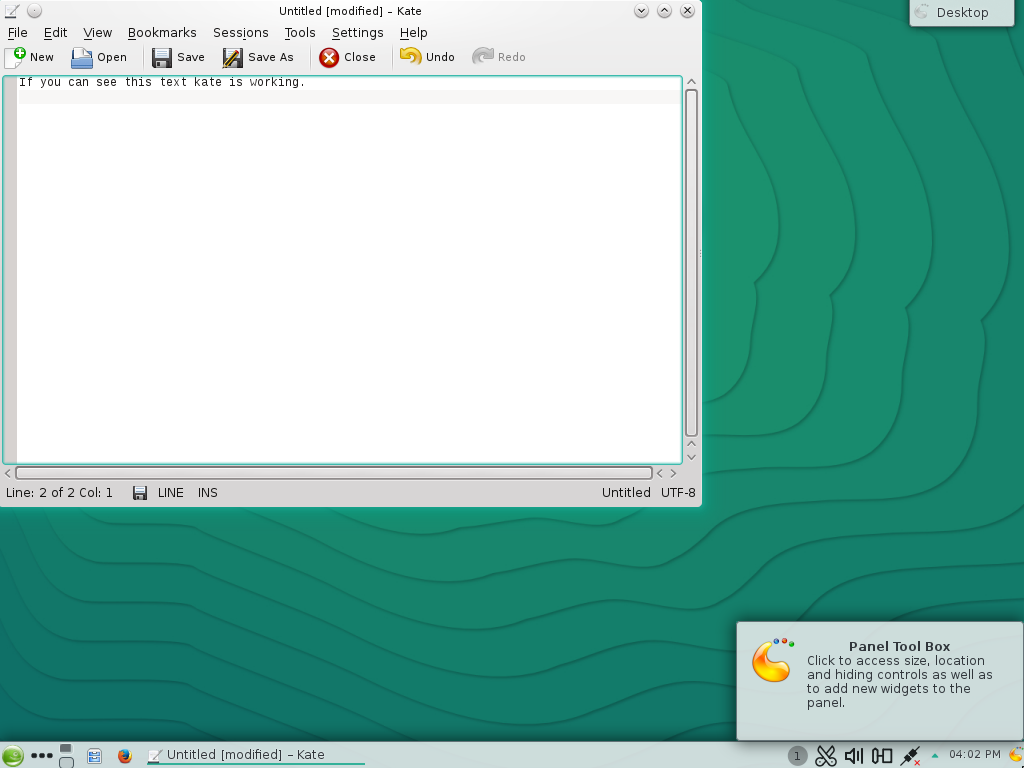 Untitled [modified] – Kate
Desktop
File Edit View Bookmarks Sessions Tools Settings Help
New Open Save Save As Close Undo Redo
If you can see this text kate is working.
Line: 2 of 2 Col: 1 LINE INS Untitled UTF-8
Panel Tool Box
Click to access size, location
and hiding controls as well as
to add new widgets to the
panel.
Untitled [modified] – Kate
1
04:02 PM